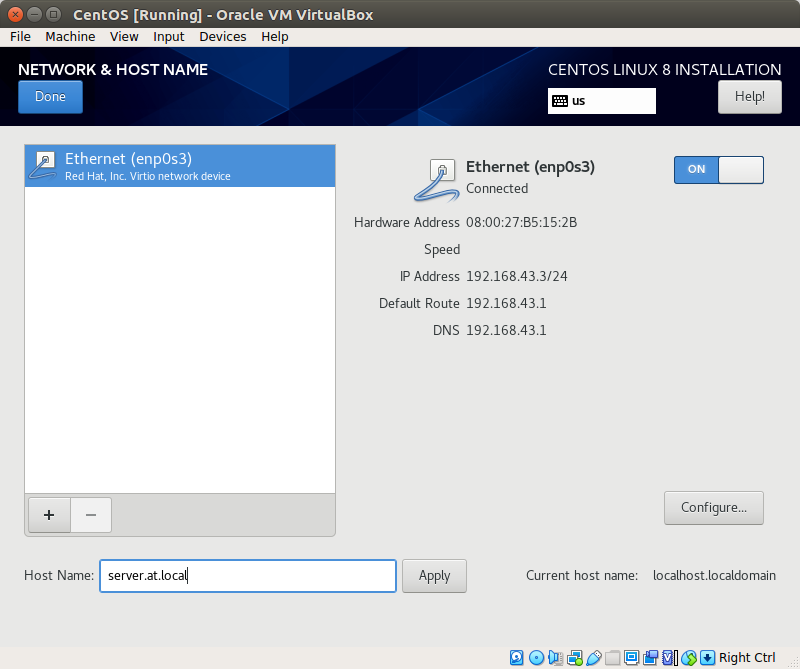 CentOS [Running] - Oracle VM VirtualBox
File Machine View Input Devices Help
NETWORK & HOST NAME
CENTOS LINUX 8 INSTALLATION
Done
us
Help!
Ethernet (enp0s3)
Red Hat, Inc. Virtio network device
Ethernet (enp0s3)
Connected
ON
Hardware Address 08:00:27:B5:15:2B
Speed
IP Address 192.168.43.3/24
Default Route 192.168.43.1
DNS 192.168.43.1
+ −
Configure...
Host Name: server.at.local Apply Current host name: localhost.localdomain
Right Ctrl